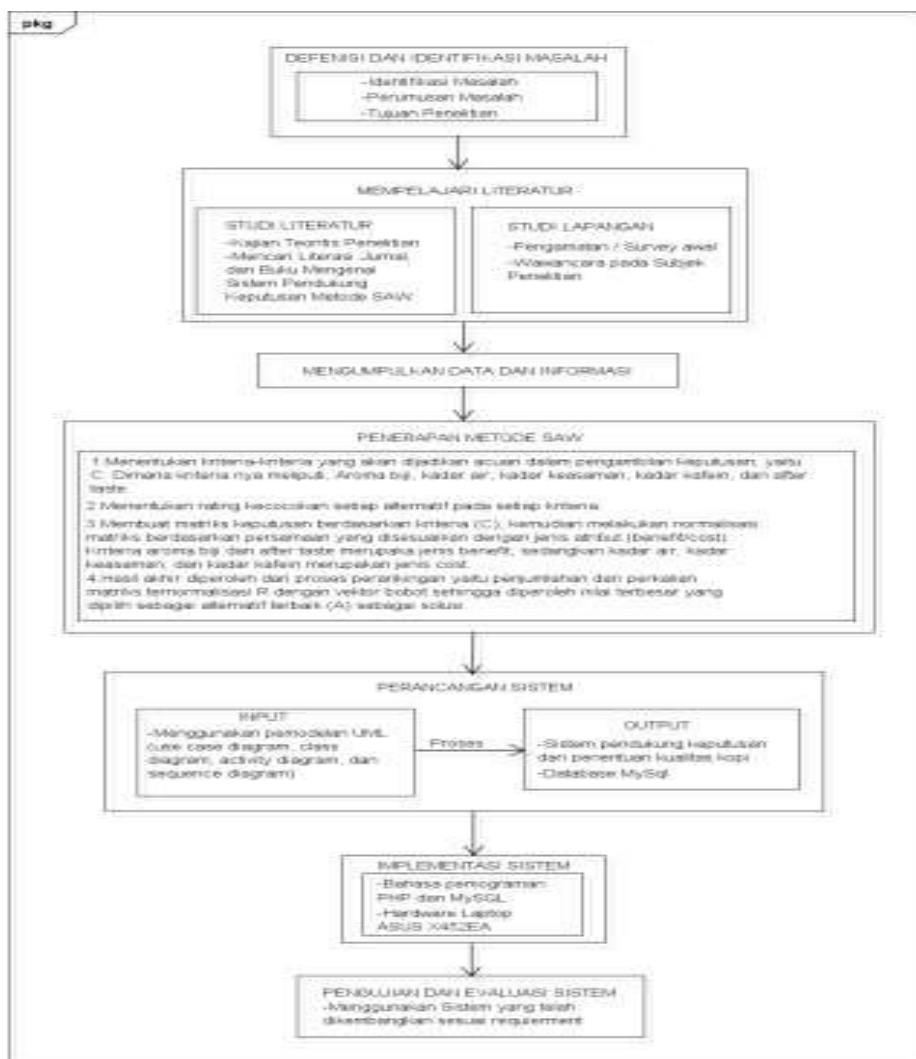 pkg
DEFENISI DAN IDENTIFIKASI MASALAH
-Identifikasi Masalah
-Perumusan Masalah
-Tujuan Penelitian
MEMPELAJARI LITERATUR
STUDI LITERATUR
-Kajian Teoritis Penelitian
-Mencari Literasi Jurnal,
dan Buku Mengenai
Sistem Pendukung
Keputusan Metode SAW
STUDI LAPANGAN
-Pengamatan / Survey awal
-Wawancara pada Subjek
Penelitian
MENGUMPULKAN DATA DAN INFORMASI
PENERAPAN METODE SAW
1.Menentukan kriteria-kriteria yang akan dijadikan acuan dalam pengambilan keputusan, yaitu
C. Dimana kriteria nya meliputi, Aroma biji, kadar air, kadar keasaman, kadar kafein, dan after
taste.
2.Menentukan rating kecocokan setiap alternatif pada setiap kriteria.
3.Membuat matriks keputusan berdasarkan kriteria (C), kemudian melakukan normalisasi
matriks berdasarkan persamaan yang disesuaikan dengan jenis atribut (benefit/cost).
Kriteria aroma biji dan after taste merupaka jenis benefit, sedangkan kadar air, kadar
keasaman, dan kadar kafein merupakan jenis cost.
4.Hasil akhir diperoleh dari proses perankingan yaitu penjumlahan dari perkalian
matriks ternormalisasi R dengan vektor bobot sehingga diperoleh nilai terbesar yang
dipilih sebagai alternatif terbaik (A) sebagai solusi.
PERANCANGAN SISTEM
INPUT
-Menggunakan pemodelan UML
(use case diagram, class
diagram, activity diagram, dan
sequence diagram)
Proses
OUTPUT
-Sistem pendukung keputusan
dari penentuan kualitas kopi
-Database MySql
IMPLEMENTASI SISTEM
-Bahasa pemograman
PHP dan MySQL
-Hardware Laptop
ASUS X452EA
PENGUJIAN DAN EVALUASI SISTEM
-Menggunakan Sistem yang telah
dikembangkan sesuai requierment